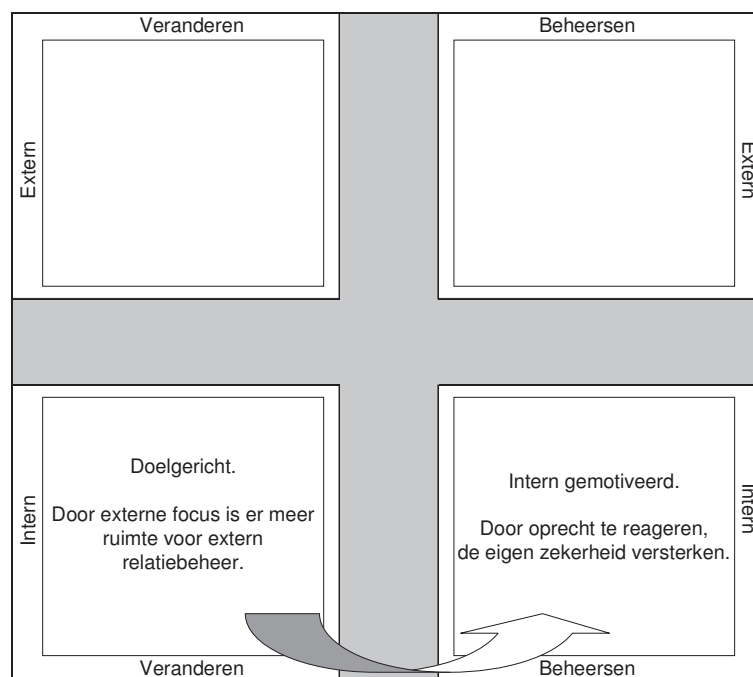 Veranderen
Beheersen
Extern
Extern
Intern
Doelgericht.
Door externe focus is er meer
ruimte voor extern
relatiebeheer.
Intern gemotiveerd.
Door oprecht te reageren,
de eigen zekerheid versterken.
Intern
Veranderen
Beheersen